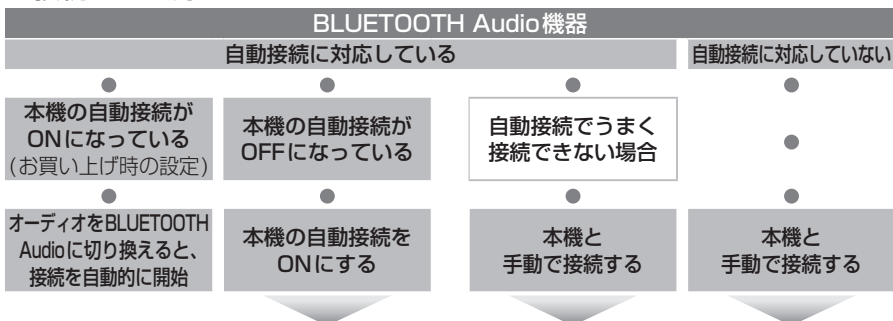 BLUETOOTH Audio機器
自動接続に対応している
自動接続に対応していない
本機の自動接続が
ONになっている
(お買い上げ時の設定)
本機の自動接続が
OFFになっている
自動接続でうまく
接続できない場合
オーディオをBLUETOOTH
Audioに切り換えると、
接続を自動的に開始
本機の自動接続を
ONにする
本機と
手動で接続する
本機と
手動で接続する